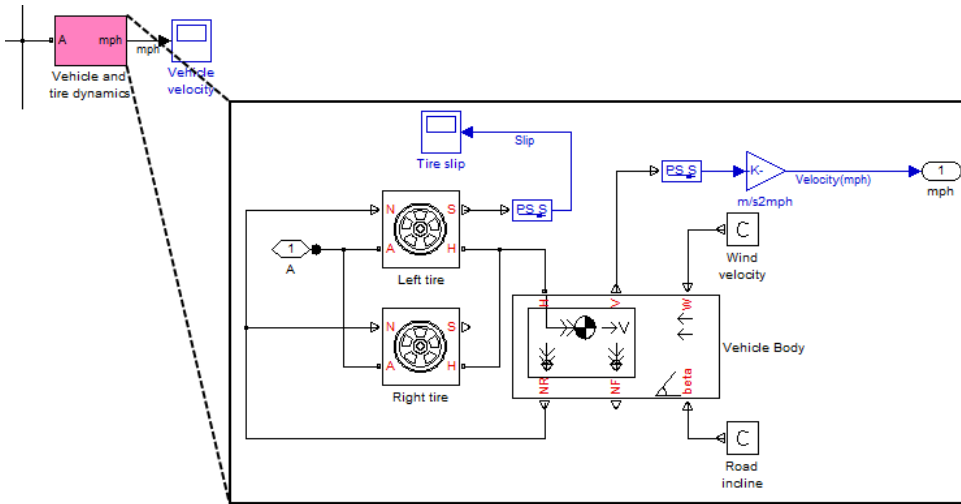 A
mph
mph
Vehicle and
tire dynamics
Vehicle
velocity
Tire slip
Slip
PS S
K-
m/s2mph
Velocity(mph)
1
mph
N
S
A
H
Left tire
PS S
1
A
C
Wind
velocity
N
S
A
H
Right tire
H
V
W
V
NR
NF
beta
Vehicle Body
C
Road
incline